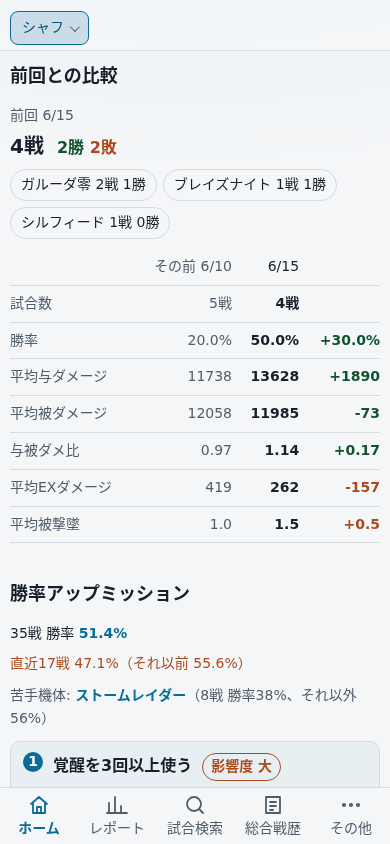 シャフ
前回との比較
前回 6/15
4戦 2勝 2敗
ガルーダ零 2戦 1勝 ブレイズナイト 1戦 1勝
シルフィード 1戦 0勝
その前 6/10 6/15
試合数 5戦 4戦
勝率 20.0% 50.0% +30.0%
平均与ダメージ 11738 13628 +1890
平均被ダメージ 12058 11985 -73
与被ダメ比 0.97 1.14 +0.17
平均EXダメージ 419 262 -157
平均被撃墜 1.0 1.5 +0.5
勝率アップミッション
35戦 勝率 51.4%
直近17戦 47.1%（それ以前 55.6%）
苦手機体: ストームレイダー（8戦 勝率38%、それ以外
56%）
1 覚醒を3回以上使う 影響度 大
ホーム レポート 試合検索 総合戦歴 その他